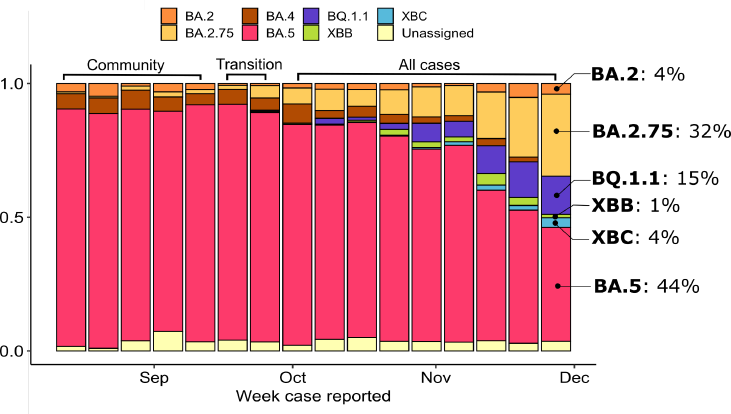 BA.2 BA.4 BQ.1.1 XBC
BA.2.75 BA.5 XBB Unassigned
Community Transition All cases
1.0
0.5
0.0
BA.2: 4%
BA.2.75: 32%
BQ.1.1: 15%
XBB: 1%
XBC: 4%
BA.5: 44%
Sep Oct Nov Dec
Week case reported